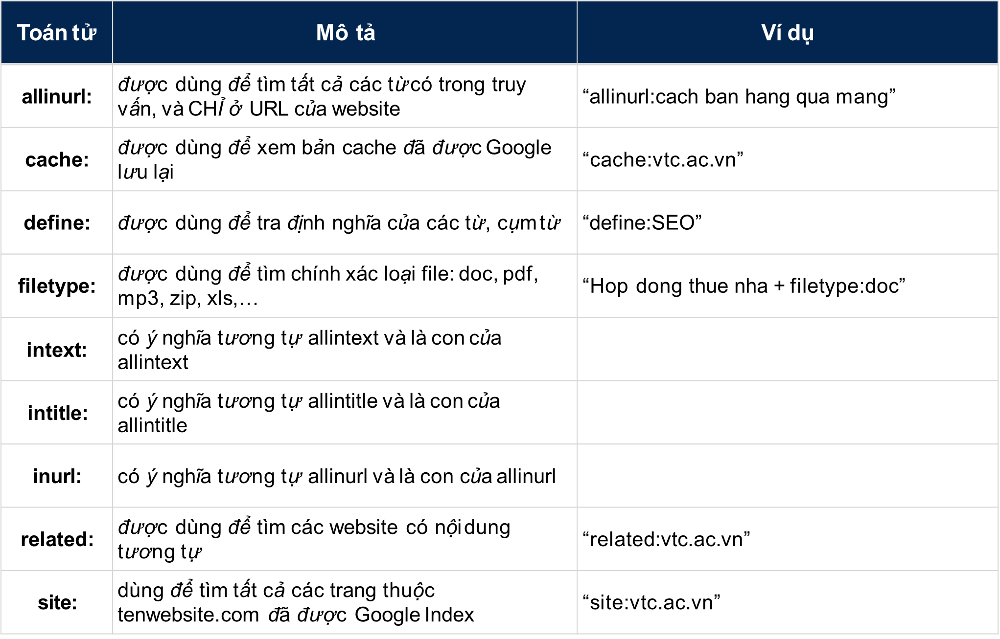 Toán tử
Mô tả
Ví dụ
allinurl:
được dùng để tìm tất cả các từ có trong truy
vấn, và CHỈ ở URL của website
“allinurl:cach ban hang qua mang”
cache:
được dùng để xem bản cache đã được Google
lưu lại
“cache:vtc.ac.vn”
define:
được dùng để tra định nghĩa của các từ, cụm từ
“define:SEO”
filetype:
được dùng để tìm chính xác loại file: doc, pdf,
mp3, zip, xls,…
“Hop dong thue nha + filetype:doc”
intext:
có ý nghĩa tương tự allintext và là con của
allintext
intitle:
có ý nghĩa tương tự allintitle và là con của
allintitle
inurl:
có ý nghĩa tương tự allinurl và là con của allinurl
related:
được dùng để tìm các website có nội dung
tương tự
“related:vtc.ac.vn”
site:
dùng để tìm tất cả các trang thuộc
tenwebsite.com đã được Google Index
“site:vtc.ac.vn”